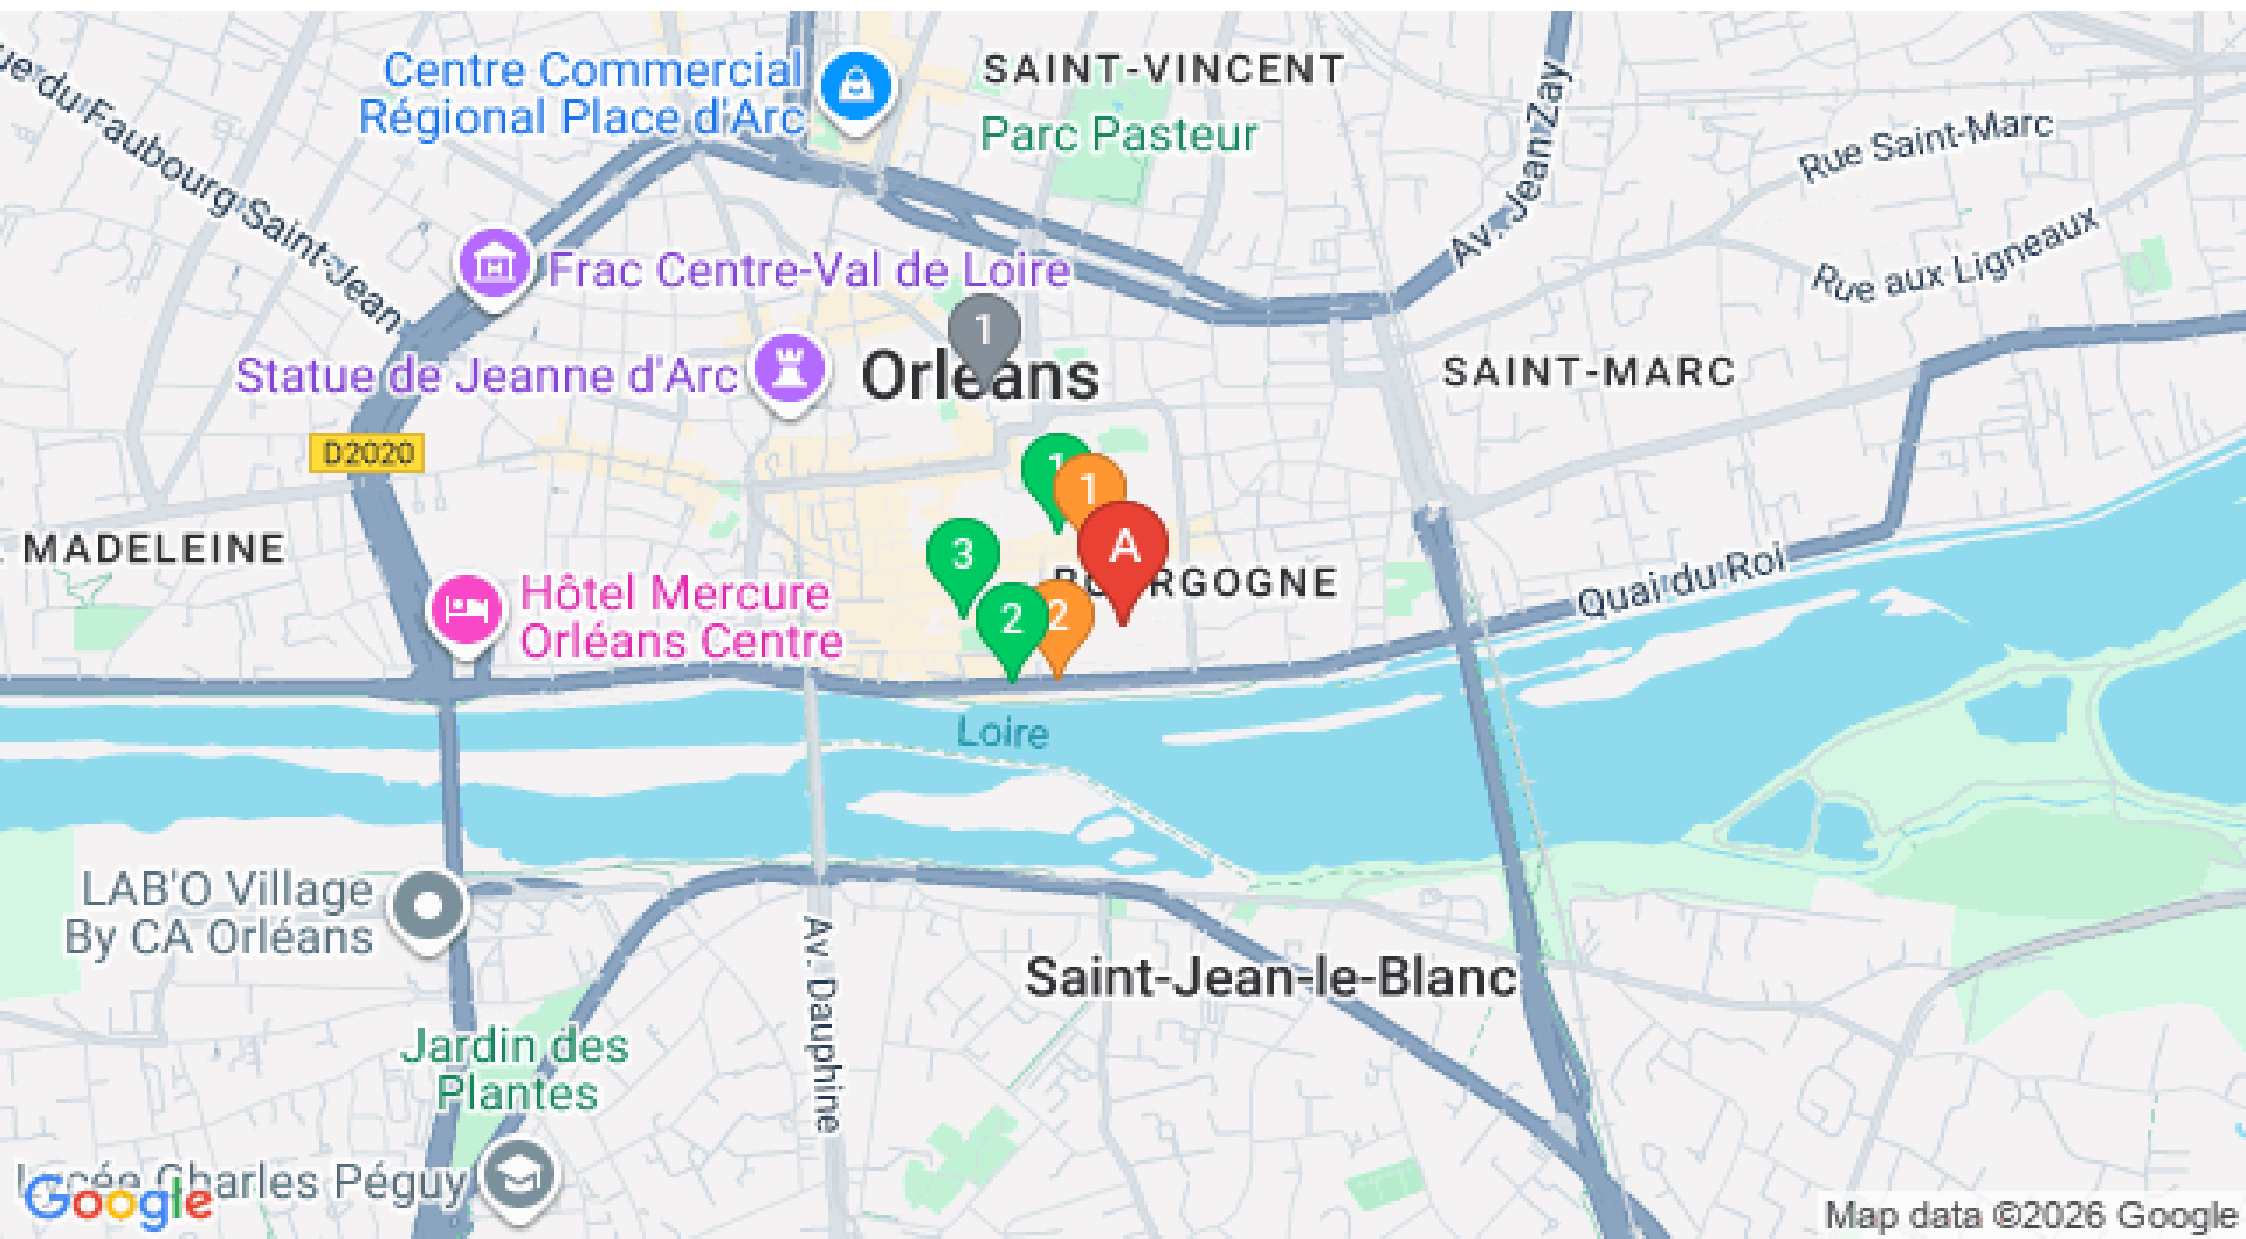 Centre Commercial
Régional Place d'Arc
SAINT-VINCENT
Parc Pasteur
Av. Jean Zay
Rue Saint-Marc
Rue aux Ligneaux
Faubourg Saint-Jean
Frac Centre-Val de Loire
1
Statue de Jeanne d'Arc
Orléans
SAINT-MARC
D2020
1
1
A
3
MADELEINE
BOURGOGNE
Quai du Roi
Hôtel Mercure
Orléans Centre
2
2
Loire
LAB'O Village
By CA Orléans
Av. Dauphine
Saint-Jean-le-Blanc
Jardin des
Plantes
Lycée Charles Péguy
Google
Map data ©2026 Google